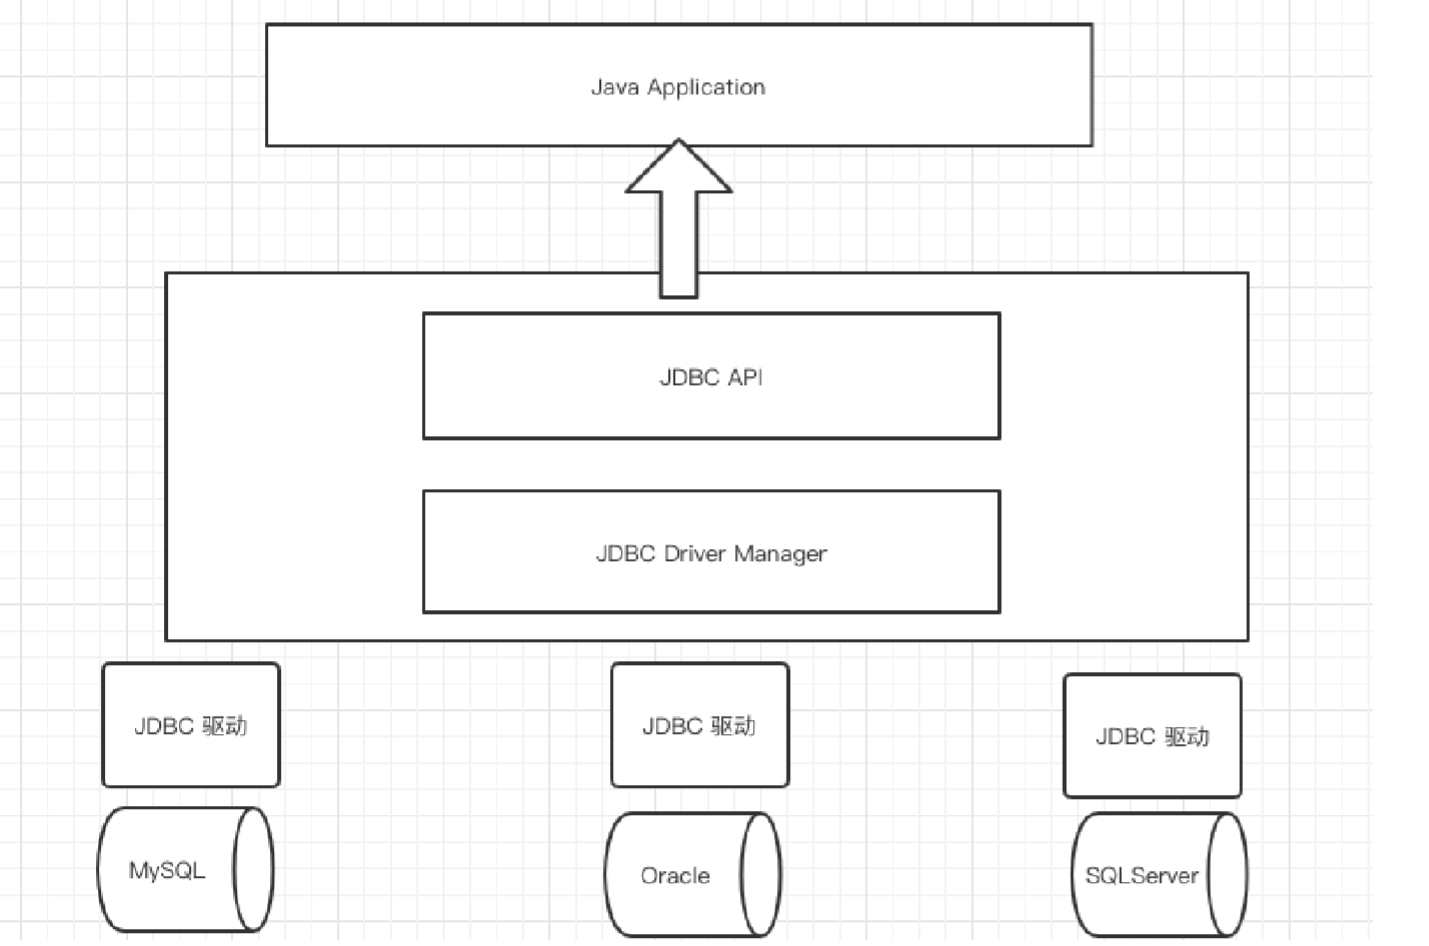 Java Application
JDBC API
JDBC Driver Manager
JDBC 驱动
JDBC 驱动
JDBC 驱动
MySQL
Oracle
SQLServer